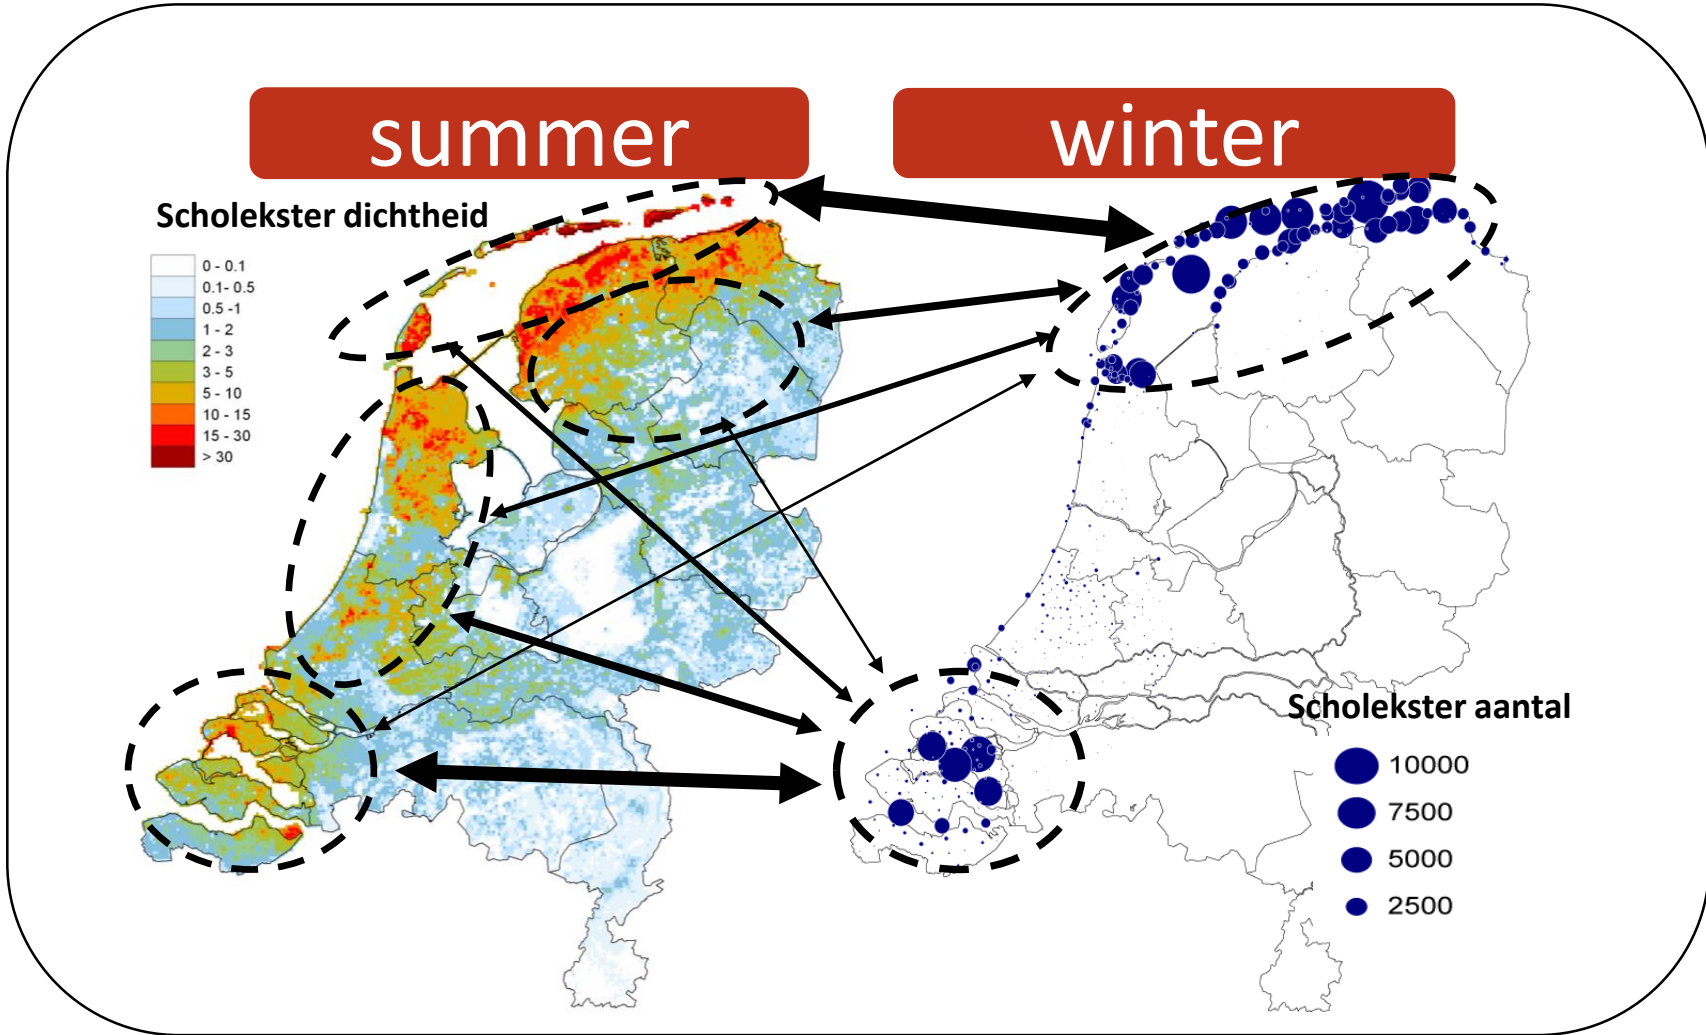 summer
winter
Scholekster dichtheid
0 - 0.1
0.1- 0.5
0.5 -1
1 - 2
2 - 3
3 - 5
5 - 10
10 - 15
15 - 30
> 30
Scholekster aantal
10000
7500
5000
2500